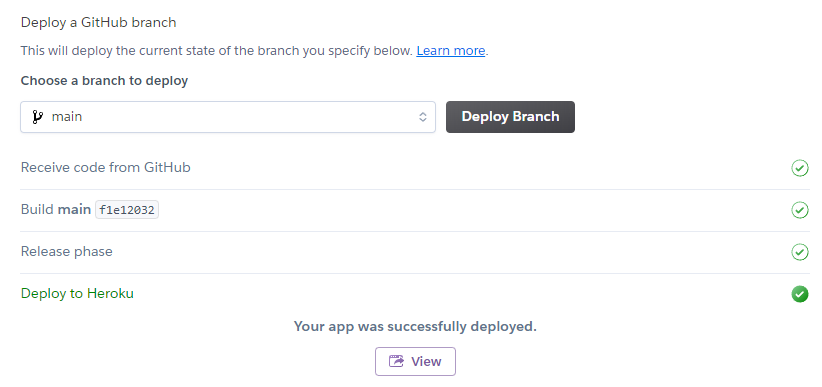 Deploy a GitHub branch
This will deploy the current state of the branch you specify below. Learn more.
Choose a branch to deploy
main
Deploy Branch
Receive code from GitHub
Build main f1e12032
Release phase
Deploy to Heroku
Your app was successfully deployed.
View